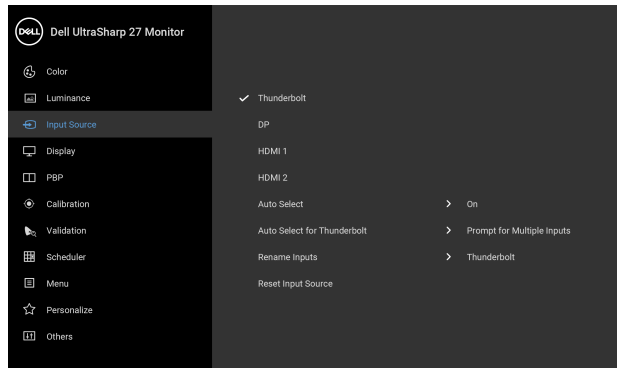 DELL Dell UltraSharp 27 Monitor
Color
Luminance
Input Source
Display
PBP
Calibration
Validation
Scheduler
Menu
Personalize
Others
Thunderbolt
DP
HDMI 1
HDMI 2
Auto Select On
Auto Select for Thunderbolt Prompt for Multiple Inputs
Rename Inputs Thunderbolt
Reset Input Source